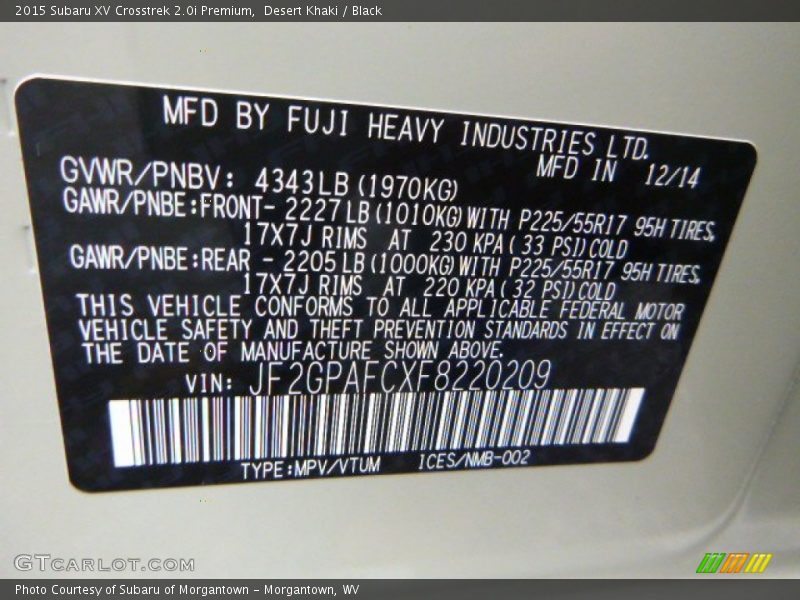 2015 Subaru XV Crosstrek 2.0i Premium,  Desert Khaki / Black
MFD BY FUJI HEAVY INDUSTRIES LTD.
MFD IN 12/14
GVWR/PNBV: 4343LB (1970KG)
GAWR/PNBE:FRONT- 2227LB(1010KG)WITH P225/55R17 95H TIRES,
17X7J RIMS AT 230 KPA( 33 PSI)COLD
GAWR/PNBE:REAR - 2205LB(1000KG)WITH P225/55R17 95H TIRES,
17X7J RIMS AT 220 KPA( 32 PSI)COLD
THIS VEHICLE CONFORMS TO ALL APPLICABLE FEDERAL MOTOR
VEHICLE SAFETY AND THEFT PREVENTION STANDARDS IN EFFECT ON
THE DATE OF MANUFACTURE SHOWN ABOVE.
VIN: JF2GPAFCXF8220209
TYPE:MPV/VTUM ICES/NMB-002
GTCARLOT.COM
Photo Courtesy of Subaru of Morgantown - Morgantown, WV